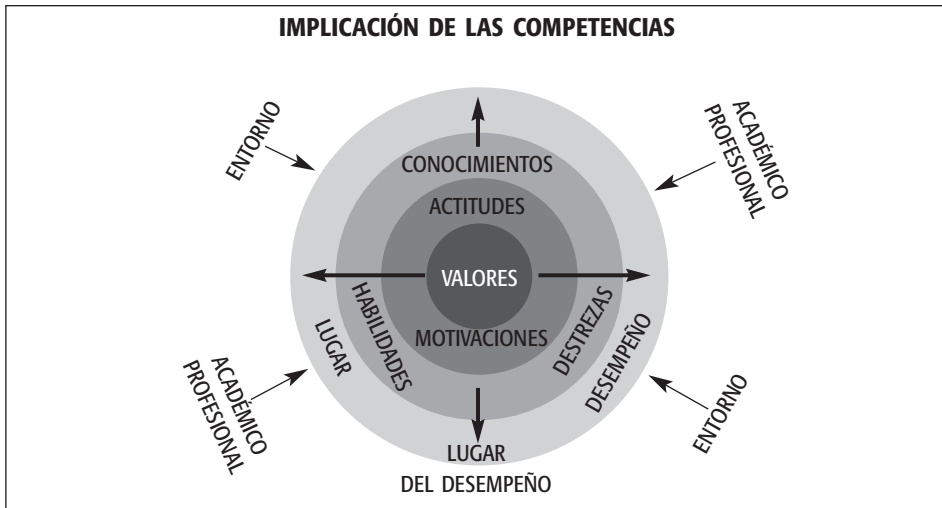 IMPLICACIÓN DE LAS COMPETENCIAS
ENTORNO
ACADÉMICO
PROFESIONAL
CONOCIMIENTOS
ACTITUDES
VALORES
MOTIVACIONES
HABILIDADES
DESTREZAS
LUGAR
DESEMPEÑO
ACADÉMICO
PROFESIONAL
ENTORNO
LUGAR
DEL DESEMPEÑO